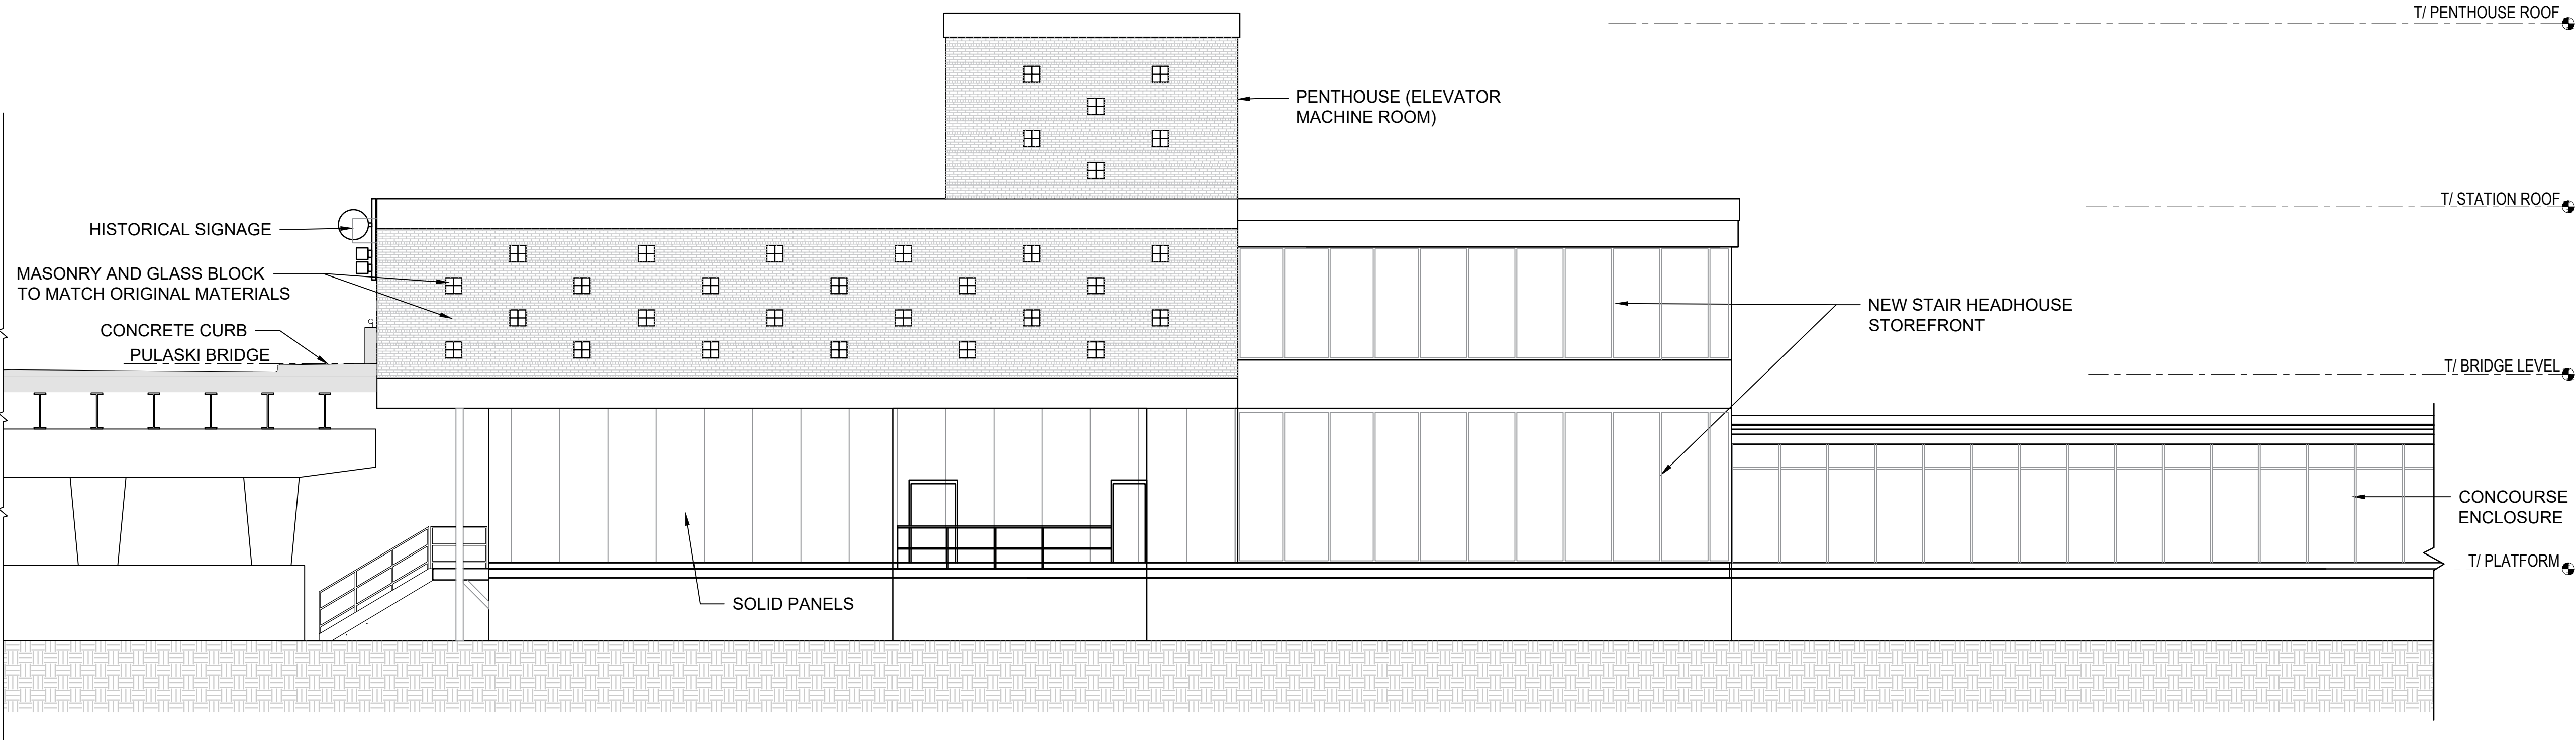 T/ PENTHOUSE ROOF
PENTHOUSE (ELEVATOR
MACHINE ROOM)
T/ STATION ROOF
HISTORICAL SIGNAGE
MASONRY AND GLASS BLOCK
TO MATCH ORIGINAL MATERIALS
NEW STAIR HEADHOUSE
STOREFRONT
CONCRETE CURB
PULASKI BRIDGE
T/ BRIDGE LEVEL
CONCOURSE
ENCLOSURE
T/ PLATFORM
SOLID PANELS